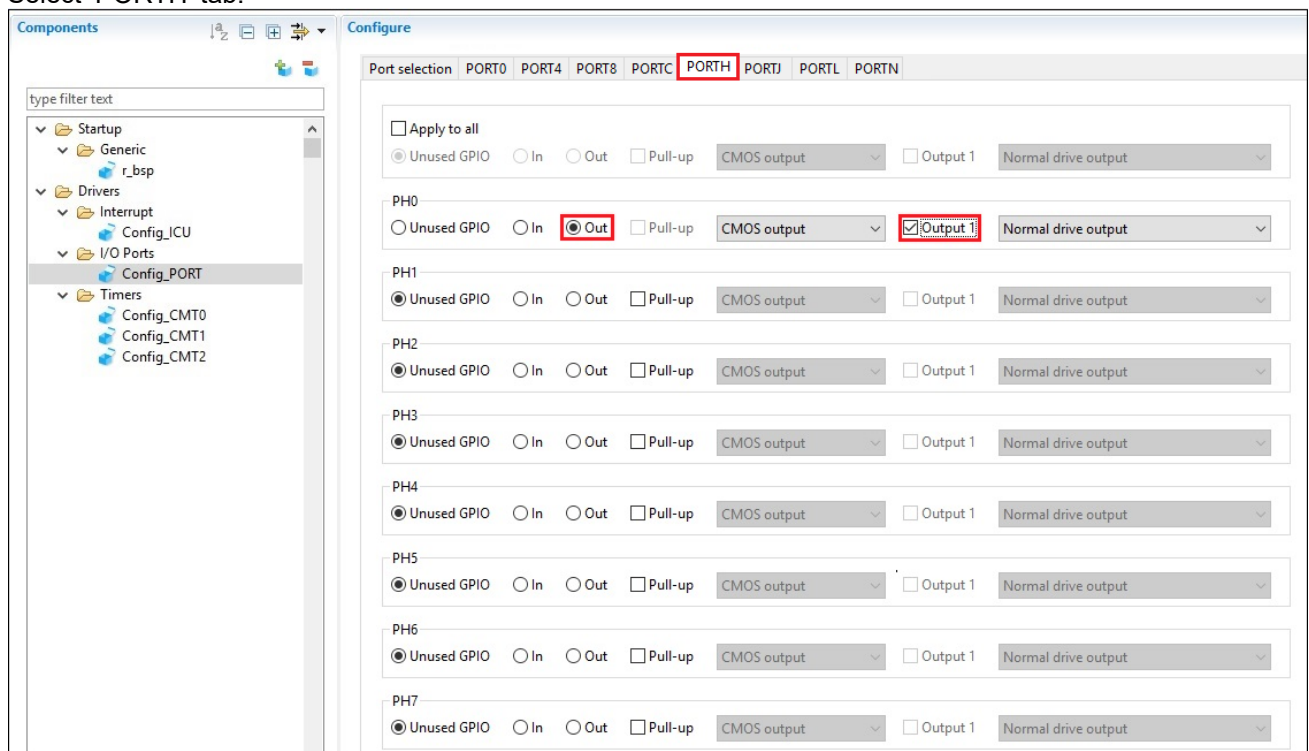 Components
Configure
Port selection PORT0 PORT4 PORT8 PORTC PORTH PORTJ PORTL PORTN
type filter text
Startup
Generic
r_bsp
Drivers
Interrupt
Config_ICU
I/O Ports
Config_PORT
Timers
Config_CMT0
Config_CMT1
Config_CMT2
Apply to all
Unused GPIO In Out Pull-up CMOS output Output 1 Normal drive output
PH0
Unused GPIO In Out Pull-up CMOS output Output 1 Normal drive output
PH1
Unused GPIO In Out Pull-up CMOS output Output 1 Normal drive output
PH2
Unused GPIO In Out Pull-up CMOS output Output 1 Normal drive output
PH3
Unused GPIO In Out Pull-up CMOS output Output 1 Normal drive output
PH4
Unused GPIO In Out Pull-up CMOS output Output 1 Normal drive output
PH5
Unused GPIO In Out Pull-up CMOS output Output 1 Normal drive output
PH6
Unused GPIO In Out Pull-up CMOS output Output 1 Normal drive output
PH7
Unused GPIO In Out Pull-up CMOS output Output 1 Normal drive output